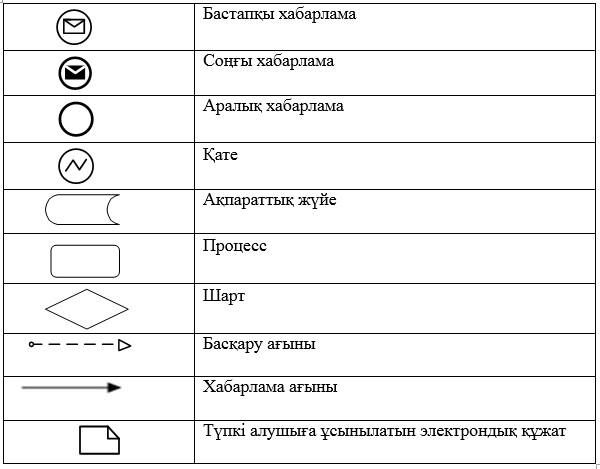 Бастапқы хабарлама
Соңғы хабарлама
Аралық хабарлама
Қате
Ақпараттық жүйе
Процесс
Шарт
Басқару ағыны
Хабарлама ағыны
Түпкі алушыға ұсынылатын электрондық құжат